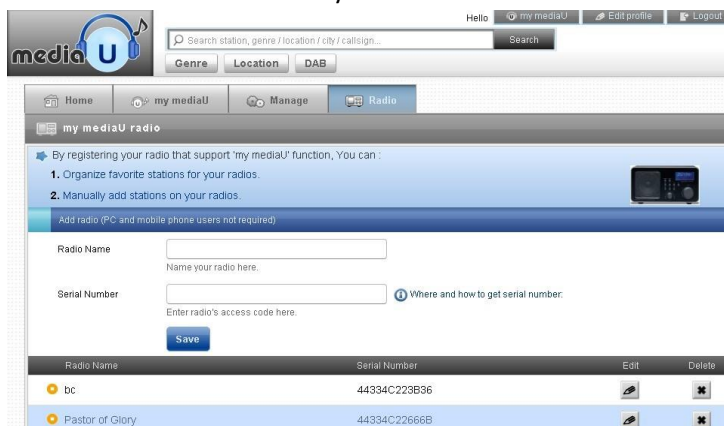 Hello my mediaU Edit profile Logout
mediaU
Search station, genre / location / city / callsign... Search
Genre Location DAB
Home my mediaU Manage Radio
my mediaU radio
By registering your radio that support 'my mediaU' function, You can :
1. Organize favorite stations for your radios.
2. Manually add stations on your radios.
Add radio (PC and mobile phone users not required)
Radio Name
Name your radio here.
Serial Number Where and how to get serial number:
Enter radio's access code here.
Save
Radio Name Serial Number Edit Delete
bc 44334C223B36
Pastor of Glory 44334C22666B